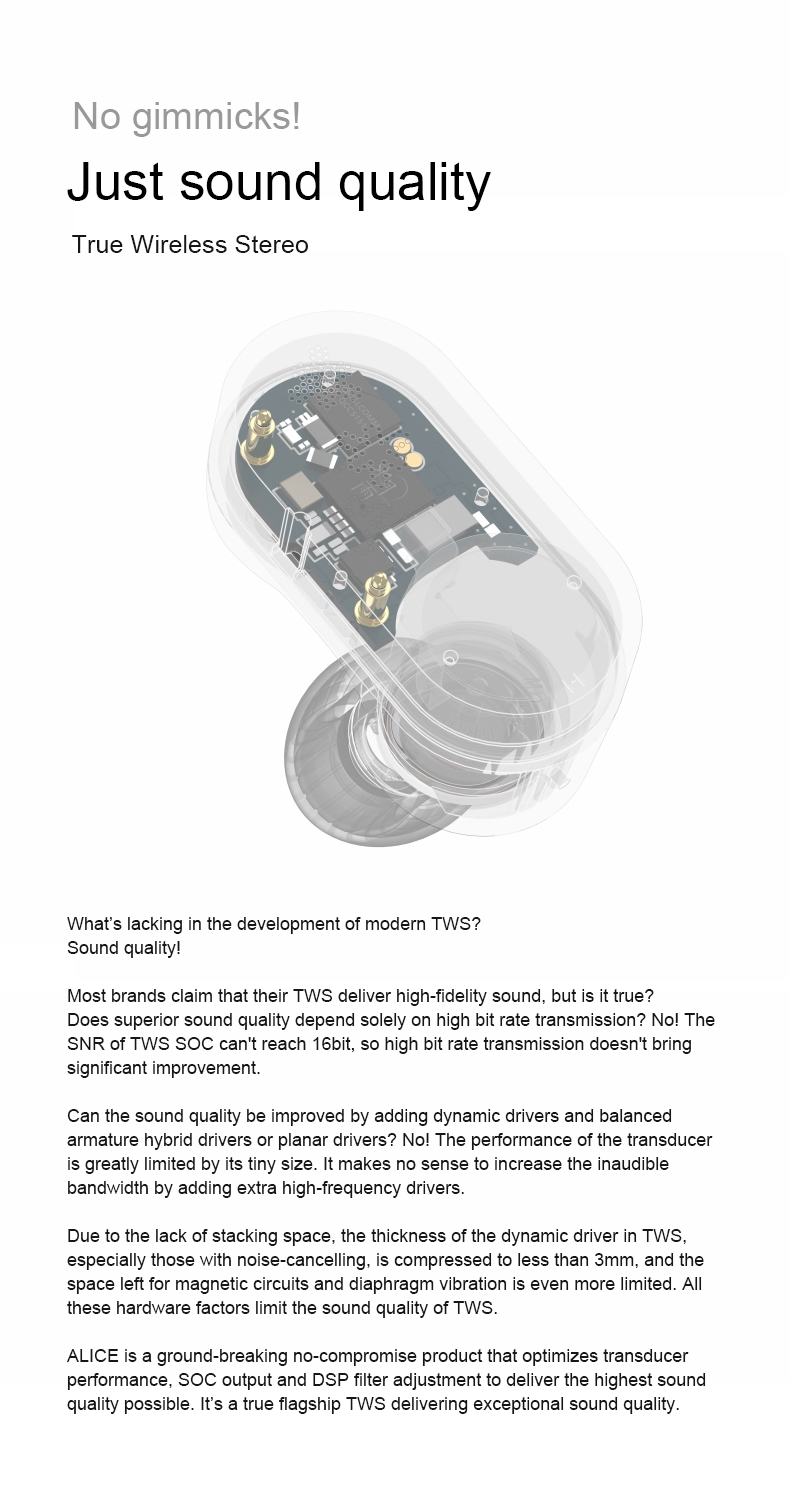 No gimmicks!
Just sound quality
True Wireless Stereo
What's lacking in the development of modern TWS?
Sound quality!
Most brands claim that their TWS deliver high-fidelity sound, but is it true?
Does superior sound quality depend solely on high bit rate transmission? No! The
SNR of TWS SOC can't reach 16bit, so high bit rate transmission doesn't bring
significant improvement.
Can the sound quality be improved by adding dynamic drivers and balanced
armature hybrid drivers or planar drivers? No! The performance of the transducer
is greatly limited by its tiny size. It makes no sense to increase the inaudible
bandwidth by adding extra high-frequency drivers.
Due to the lack of stacking space, the thickness of the dynamic driver in TWS,
especially those with noise-cancelling, is compressed to less than 3mm, and the
space left for magnetic circuits and diaphragm vibration is even more limited. All
these hardware factors limit the sound quality of TWS.
ALICE is a ground-breaking no-compromise product that optimizes transducer
performance, SOC output and DSP filter adjustment to deliver the highest sound
quality possible. It's a true flagship TWS delivering exceptional sound quality.